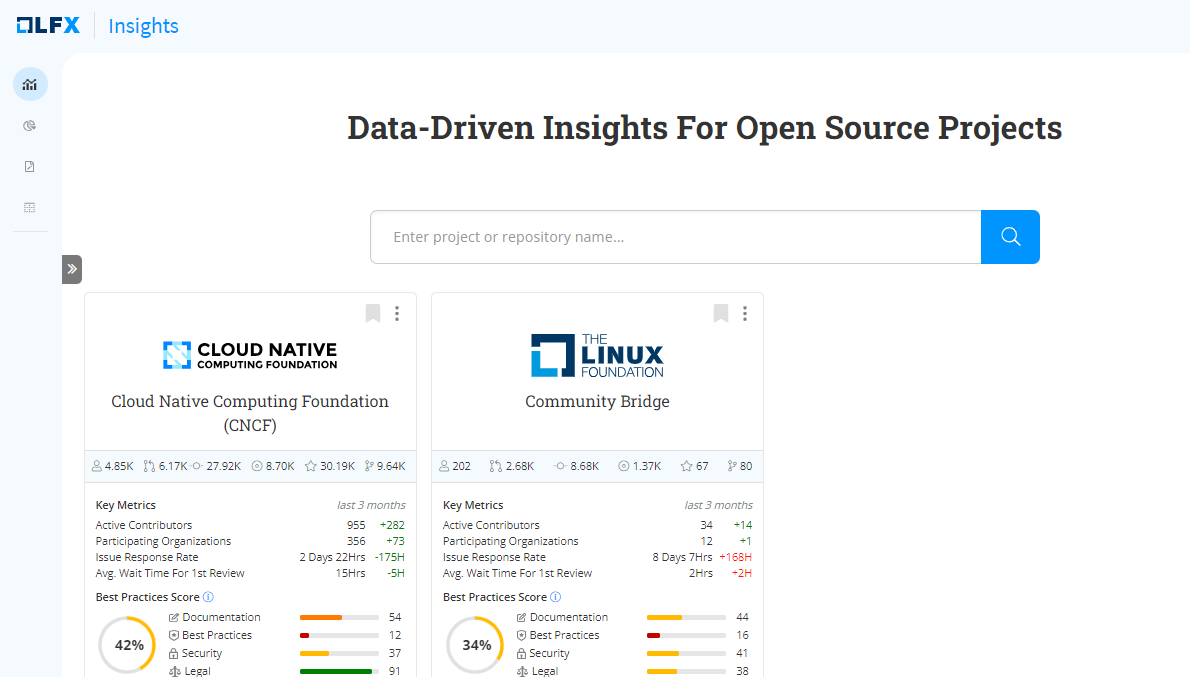 LFX Insights
Data-Driven Insights For Open Source Projects
Enter project or repository name...
CLOUD NATIVE
COMPUTING FOUNDATION
Cloud Native Computing Foundation
(CNCF)
4.85K 6.17K 27.92K 8.70K 30.19K 9.64K
Key Metrics last 3 months
Active Contributors 955 +282
Participating Organizations 356 +73
Issue Response Rate 2 Days 22Hrs -175H
Avg. Wait Time For 1st Review 15Hrs -5H
Best Practices Score
42%
Documentation 54
Best Practices 12
Security 37
Legal 91
THE
LINUX
FOUNDATION
Community Bridge
202 2.68K 8.68K 1.37K 67 80
Key Metrics last 3 months
Active Contributors 34 +14
Participating Organizations 12 +1
Issue Response Rate 8 Days 7Hrs +168H
Avg. Wait Time For 1st Review 2Hrs +2H
Best Practices Score
34%
Documentation 44
Best Practices 16
Security 41
Legal 38